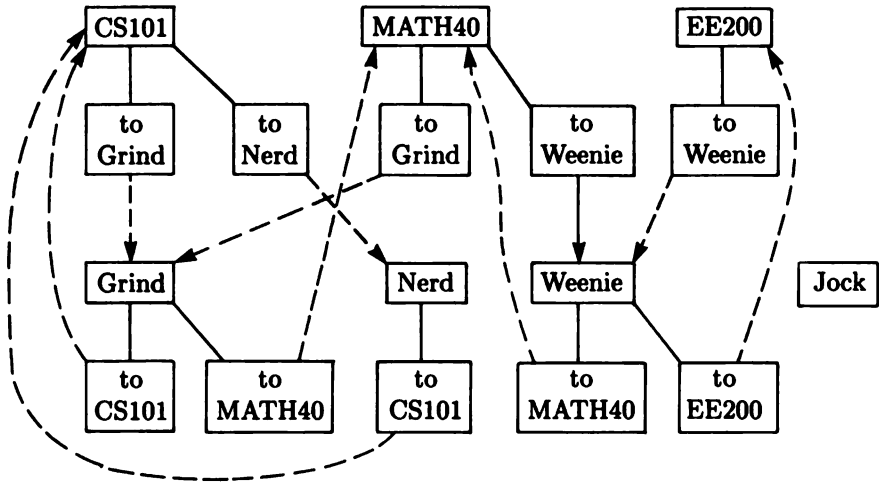 CS101
MATH40
EE200
to
Grind
to
Nerd
to
Grind
to
Weenie
to
Weenie
Grind
Nerd
Weenie
Jock
to
CS101
to
MATH40
to
CS101
to
MATH40
to
EE200